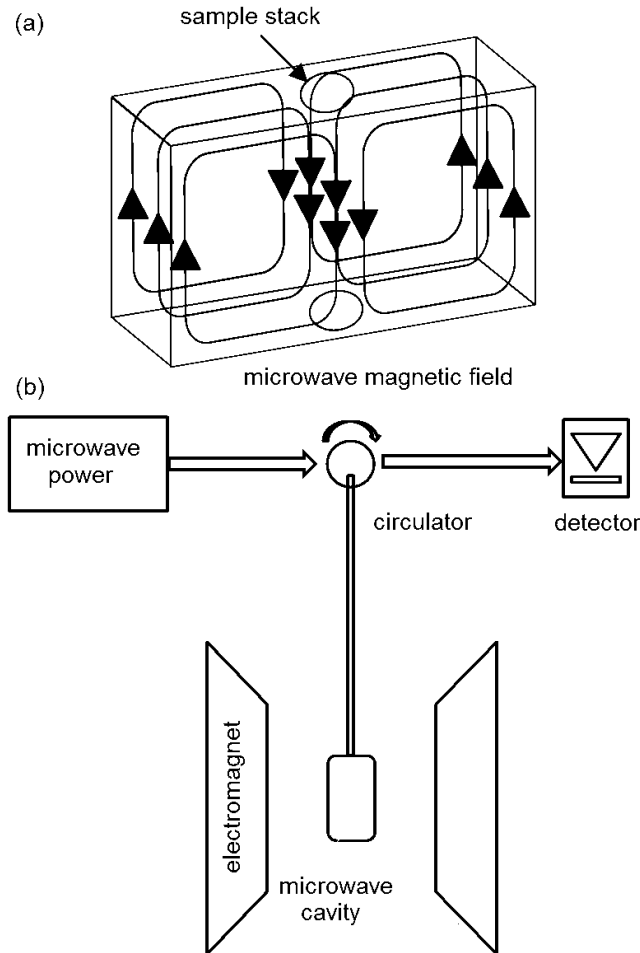 (a)
sample stack
microwave magnetic field
(b)
microwave
power
circulator
detector
electromagnet
microwave
cavity